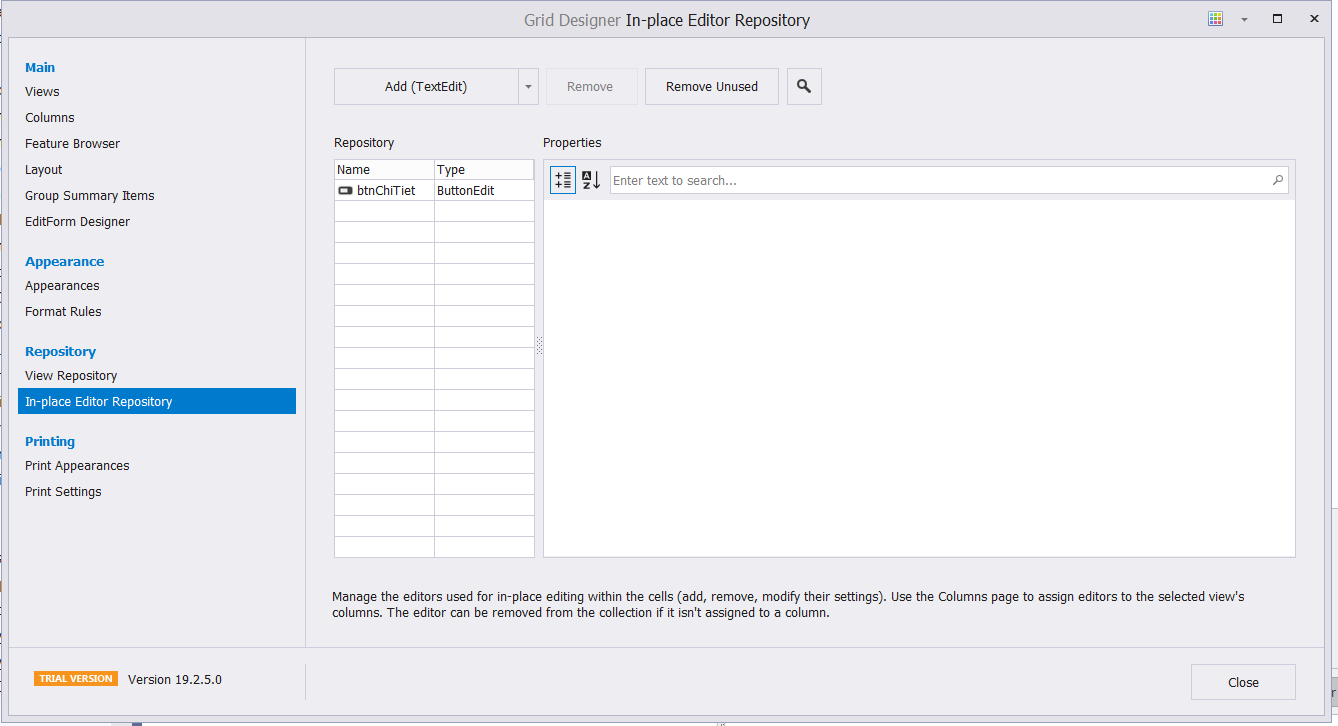 Grid Designer In-place Editor Repository
Main
Views
Columns
Feature Browser
Layout
Group Summary Items
EditForm Designer
Appearance
Appearances
Format Rules
Repository
View Repository
In-place Editor Repository
Printing
Print Appearances
Print Settings
Add (TextEdit)
Remove
Remove Unused
Repository
Name Type
btnChiTiet ButtonEdit
Properties
Enter text to search...
Manage the editors used for in-place editing within the cells (add, remove, modify their settings). Use the Columns page to assign editors to the selected view's
columns. The editor can be removed from the collection if it isn't assigned to a column.
TRIAL VERSION Version 19.2.5.0
Close